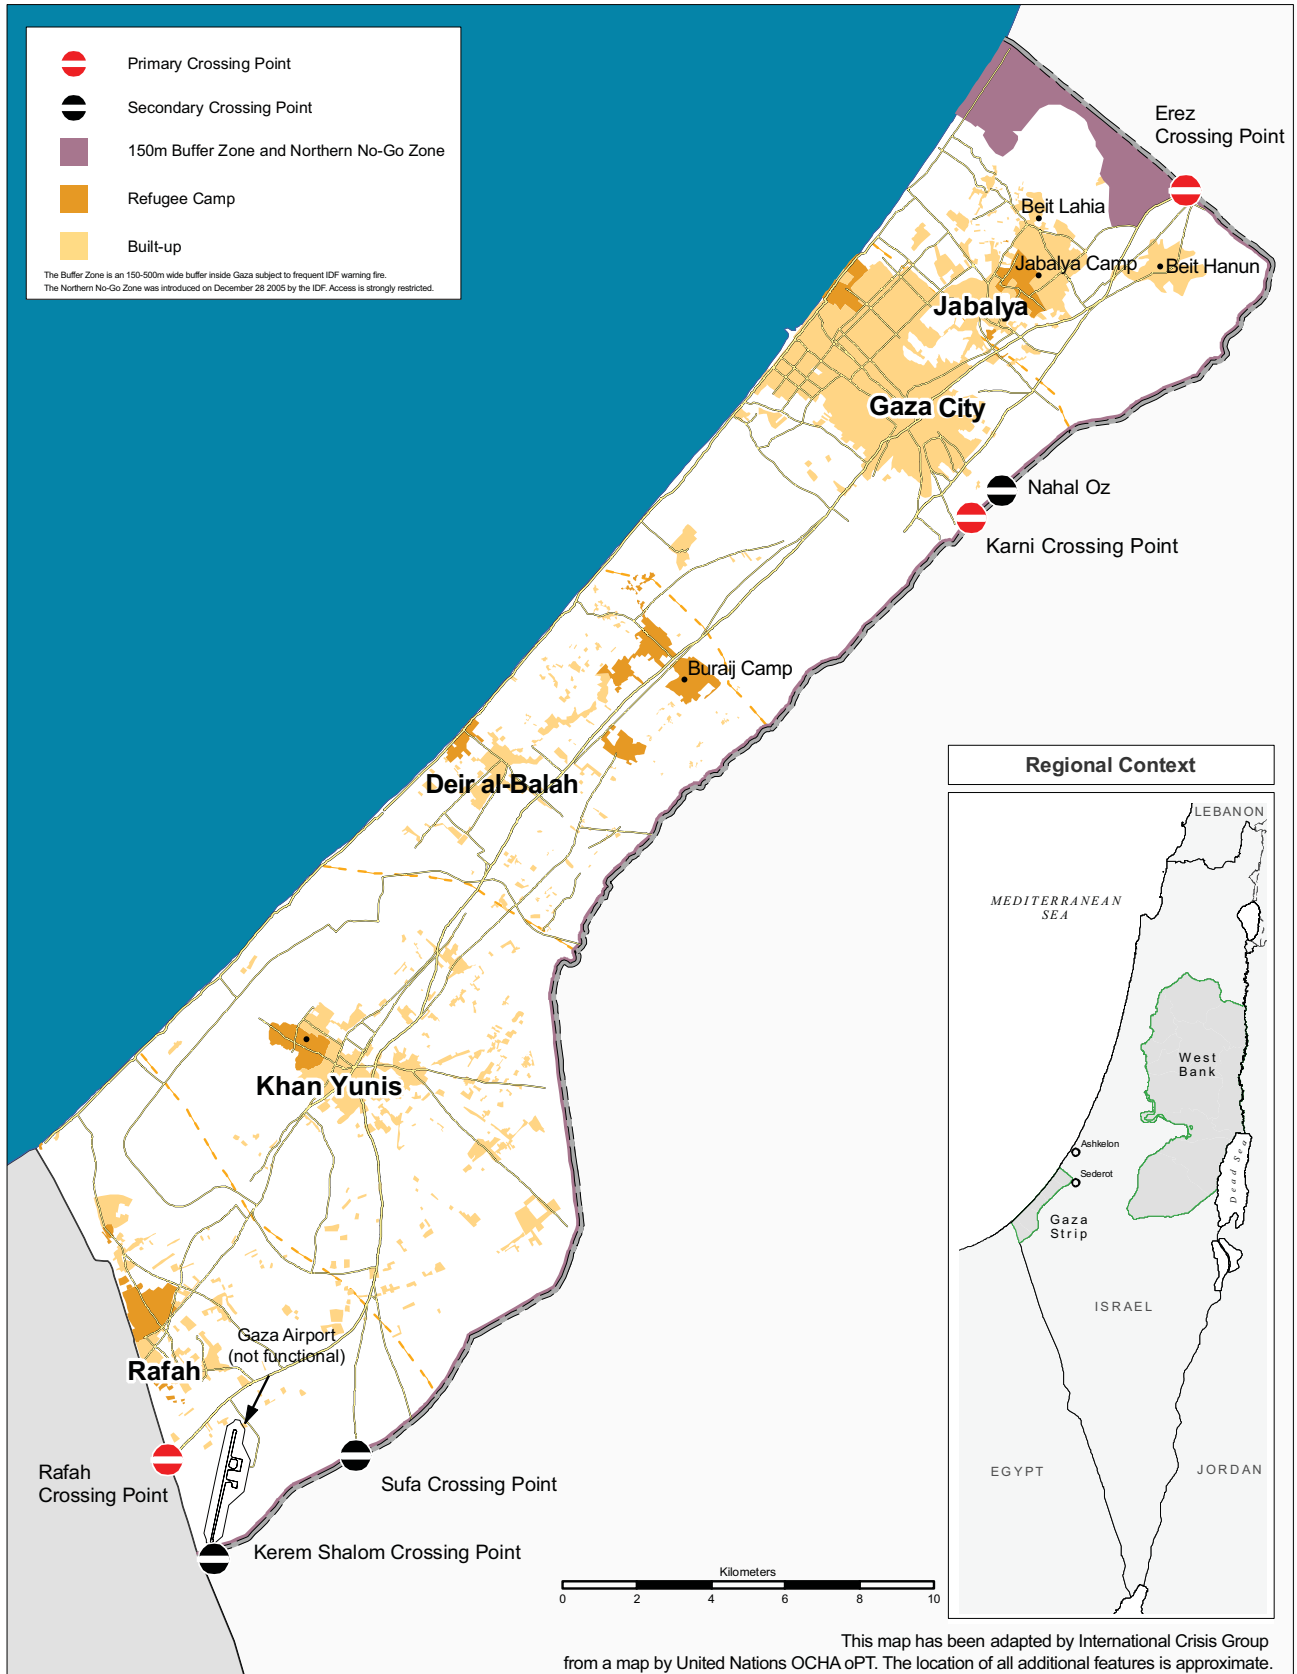 Primary Crossing Point
Secondary Crossing Point
150m Buffer Zone and Northern No-Go Zone
Refugee Camp
Built-up
The Buffer Zone is an 150-500m wide buffer inside Gaza subject to frequent IDF warning fire.
The Northern No-Go Zone was introduced on December 28 2005 by the IDF. Access is strongly restricted.
Erez
Crossing Point
Beit Lahia
Jabalya Camp
Beit Hanun
Jabalya
Gaza City
Nahal Oz
Karni Crossing Point
Buraij Camp
Deir al-Balah
Khan Yunis
Gaza Airport
(not functional)
Rafah
Rafah
Crossing Point
Sufa Crossing Point
Kerem Shalom Crossing Point
Kilometers
0 2 4 6 8 10
Regional Context
LEBANON
MEDITERRANEAN
SEA
West
Bank
Ashkelon
Sederot
Dead Sea
Gaza
Strip
ISRAEL
EGYPT
JORDAN
This map has been adapted by International Crisis Group
from a map by United Nations OCHA oPT. The location of all additional features is approximate.